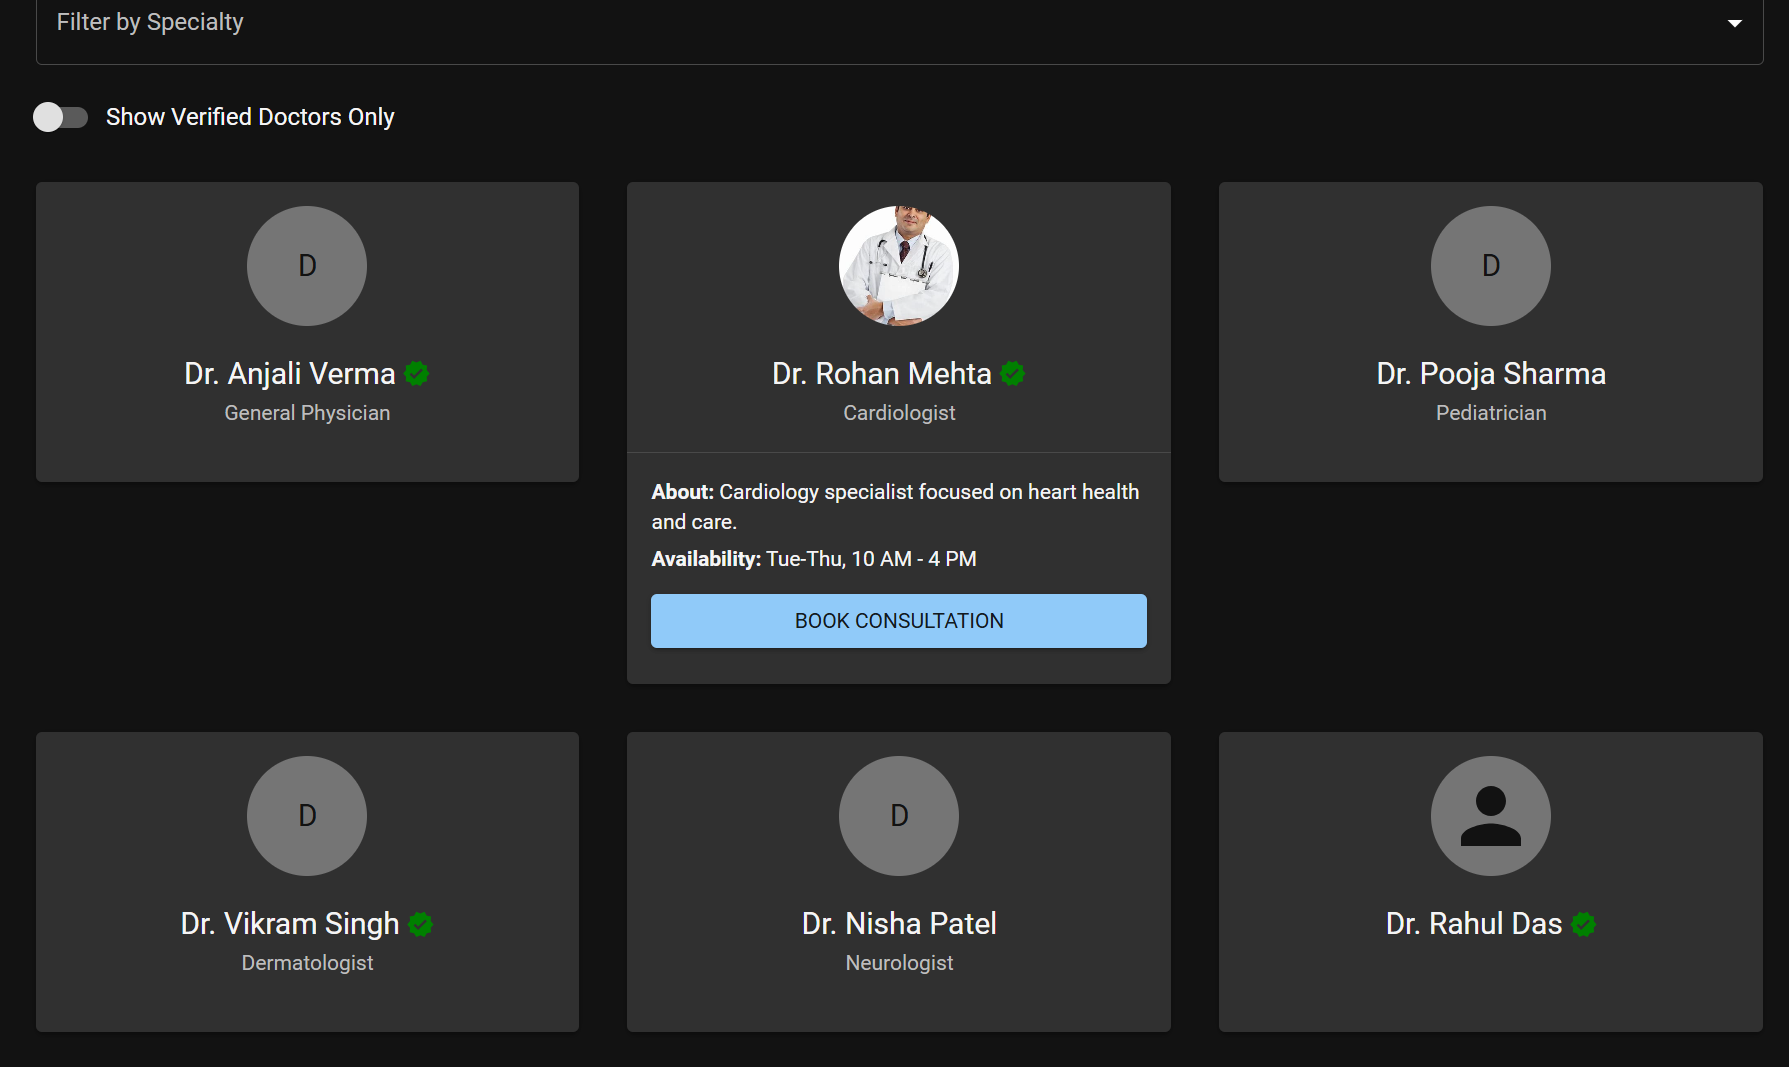 Filter by Specialty
Show Verified Doctors Only
D
Dr. Anjali Verma
General Physician
Dr. Rohan Mehta
Cardiologist
About: Cardiology specialist focused on heart health
and care.
Availability: Tue-Thu, 10 AM - 4 PM
BOOK CONSULTATION
D
Dr. Pooja Sharma
Pediatrician
D
Dr. Vikram Singh
Dermatologist
D
Dr. Nisha Patel
Neurologist
Dr. Rahul Das